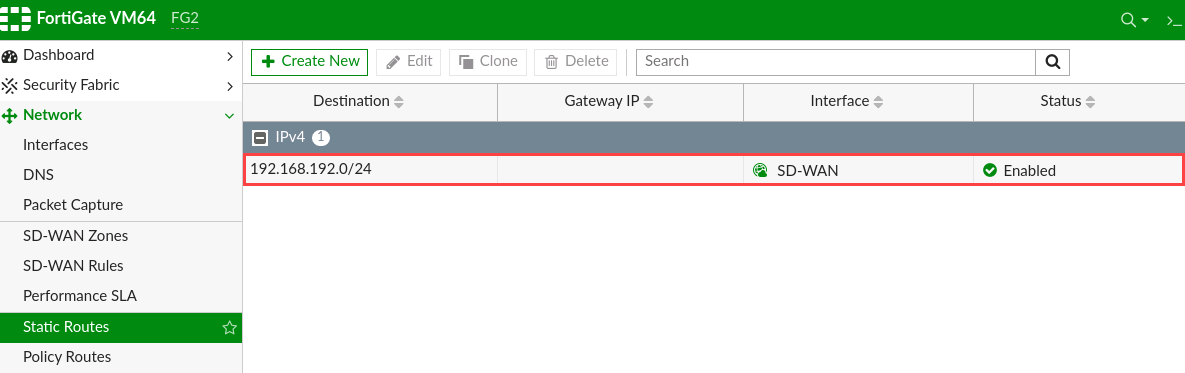 FortiGate VM64 FG2
Dashboard
Security Fabric
Network
Interfaces
DNS
Packet Capture
SD-WAN Zones
SD-WAN Rules
Performance SLA
Static Routes
Policy Routes
Create New Edit Clone Delete Search
Destination Gateway IP Interface Status
IPv4 1
192.168.192.0/24 SD-WAN Enabled